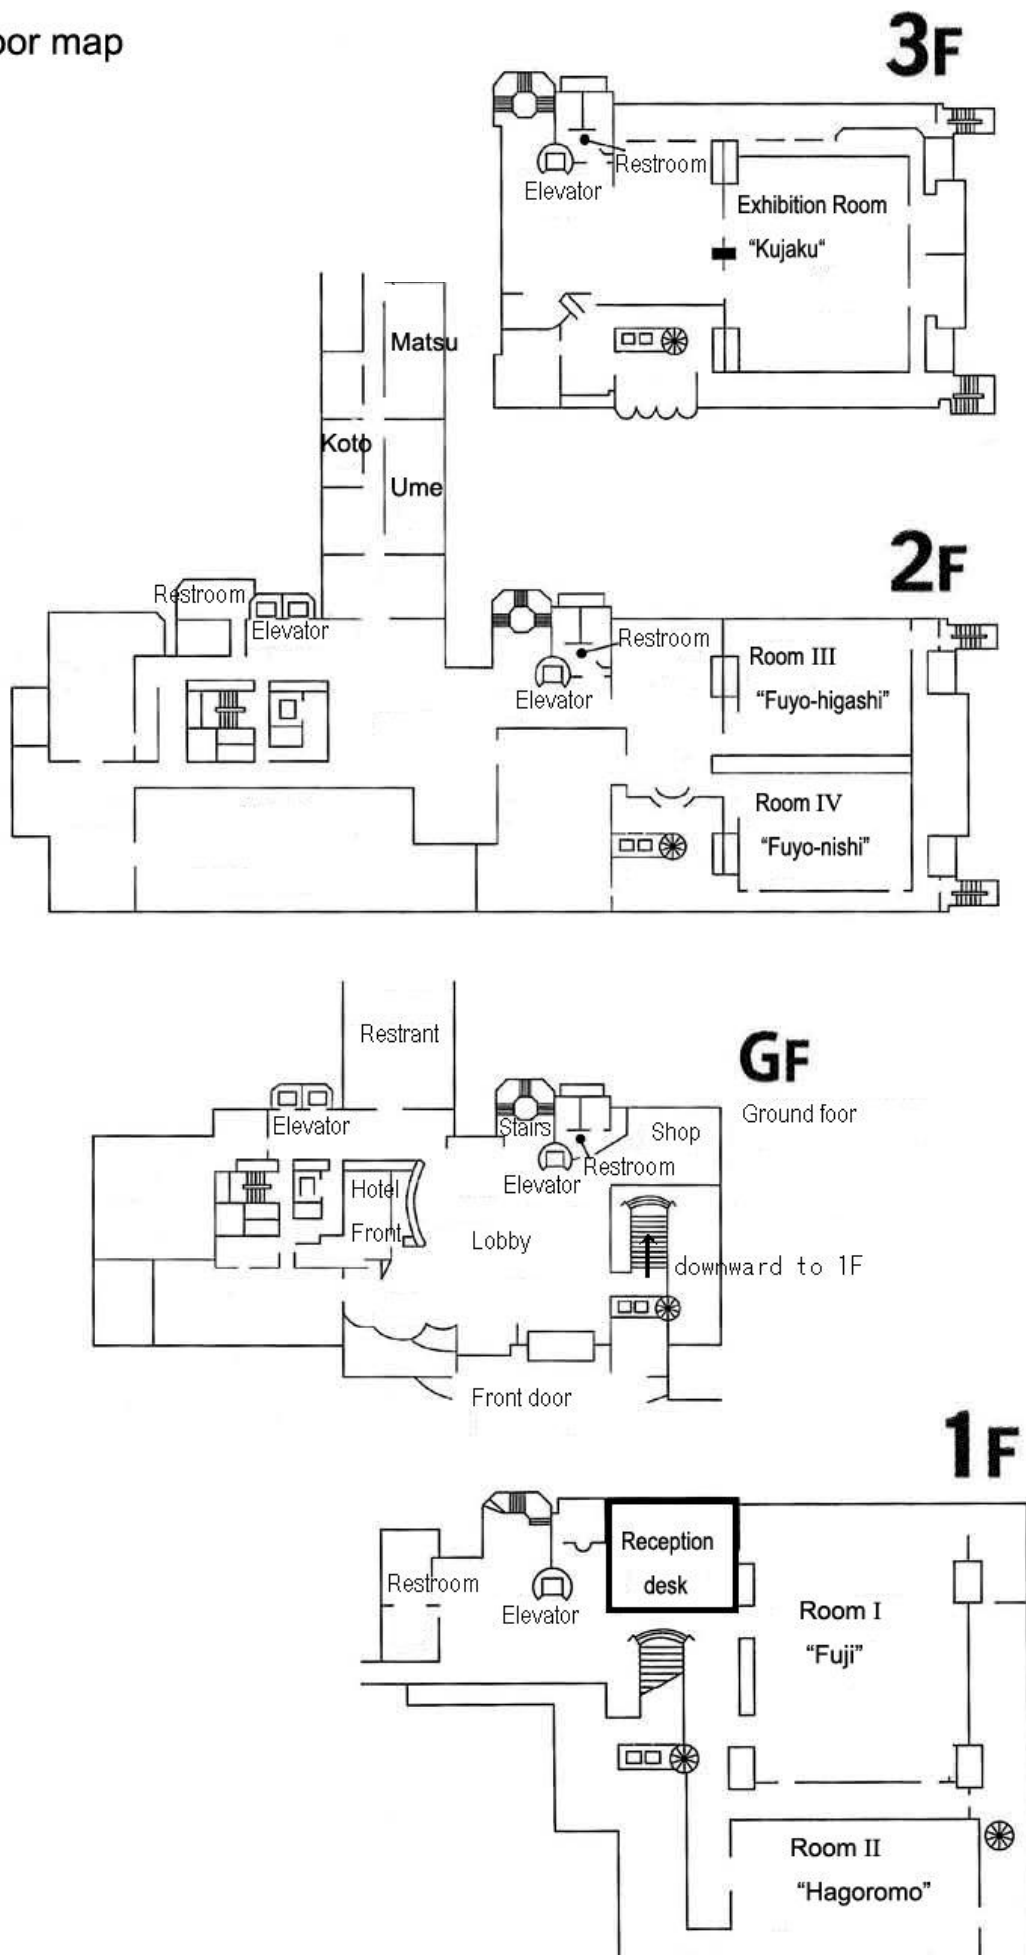 oor map
3F
Restroom
Elevator
Exhibition Room
“Kujaku“
Matsu
Koto
Ume
2F
Restroom
Elevator
Restroom
Elevator
Room III
“Fuyo-higashi”
Room IV
“Fuyo-nishi”
Restrant
GF
Ground foor
Elevator
Stairs
Shop
Restroom
Elevator
Hotel
Front
Lobby
downward to 1F
Front door
1F
Reception
desk
Restroom
Elevator
Room I
“Fuji”
Room II
“Hagoromo”